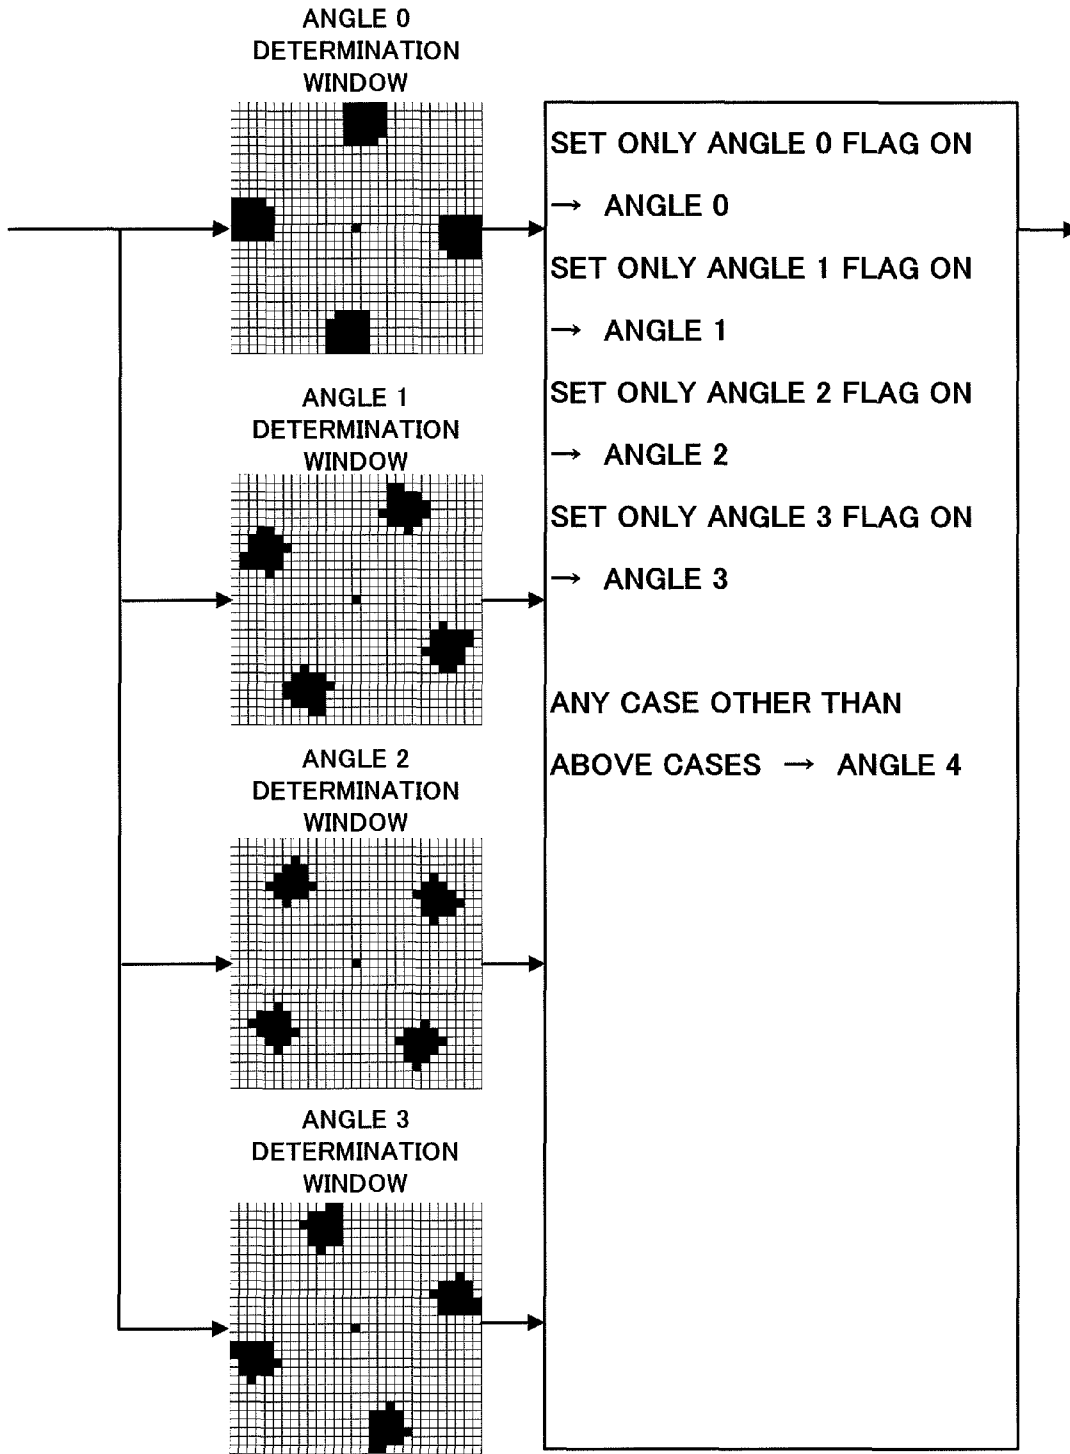 ANGLE 0
DETERMINATION
WINDOW
SET ONLY ANGLE 0 FLAG ON
→ ANGLE 0
SET ONLY ANGLE 1 FLAG ON
→ ANGLE 1
SET ONLY ANGLE 2 FLAG ON
→ ANGLE 2
SET ONLY ANGLE 3 FLAG ON
→ ANGLE 3
ANY CASE OTHER THAN
ABOVE CASES → ANGLE 4
ANGLE 1
DETERMINATION
WINDOW
ANGLE 2
DETERMINATION
WINDOW
ANGLE 3
DETERMINATION
WINDOW